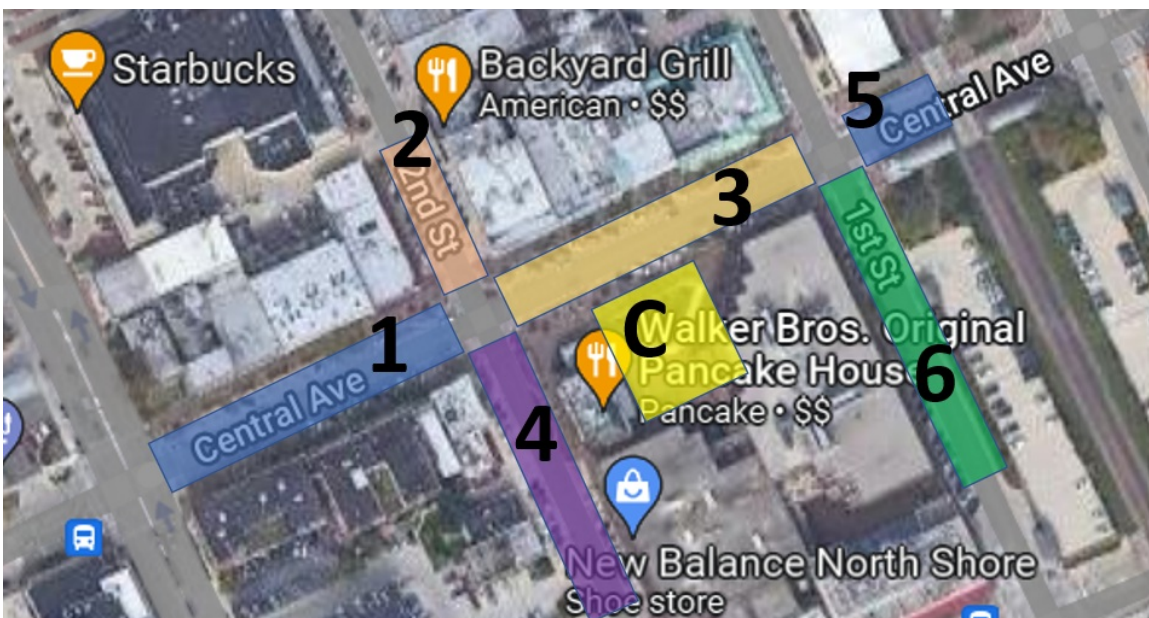 Starbucks
Backyard Grill
American • $$
5
Central Ave
2
2nd St
3
1st St
1
Central Ave
C
Walker Bros. Original
Pancake House
Pancake • $$
6
4
New Balance North Shore
Shoe store